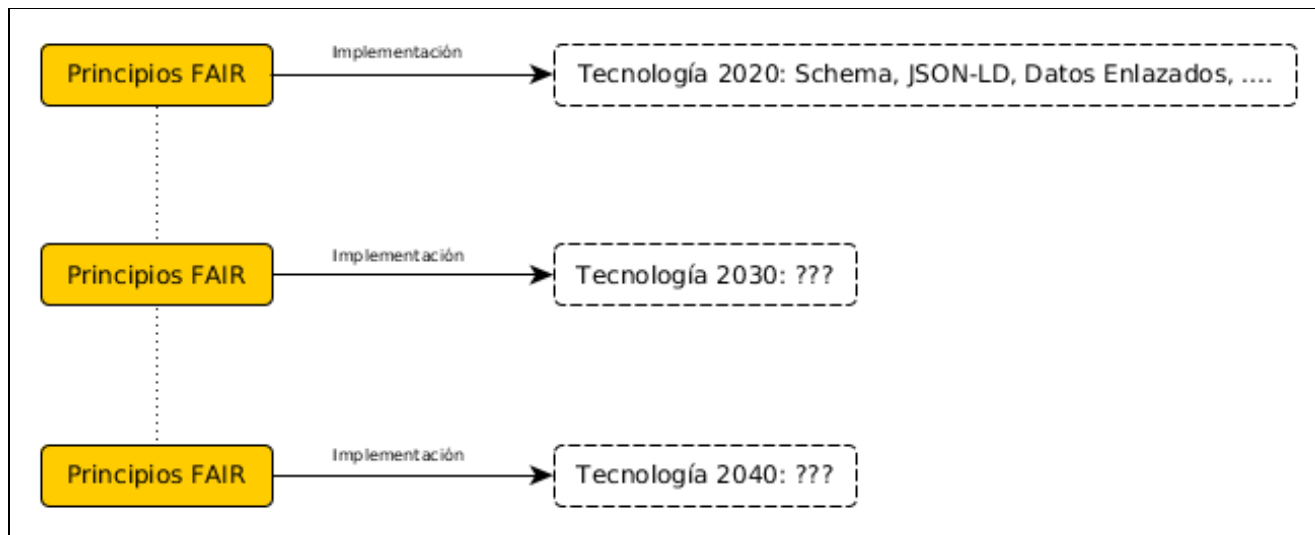 Principios FAIR
Implementación
Tecnología 2020: Schema, JSON-LD, Datos Enlazados, ....
Principios FAIR
Implementación
Tecnología 2030: ???
Principios FAIR
Implementación
Tecnología 2040: ???